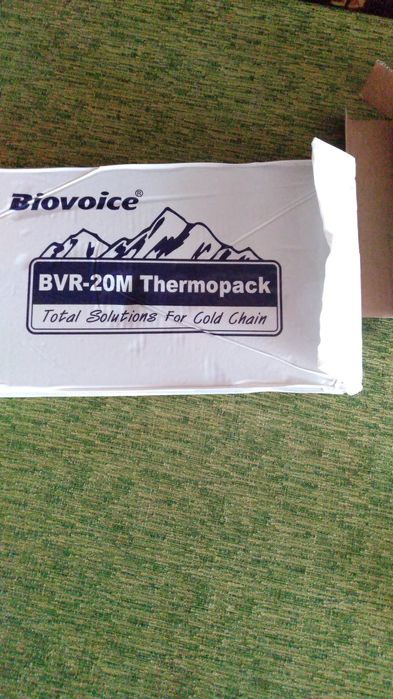 Biovoice®
BVR-20M Thermopack
Total Solutions For Cold Chain